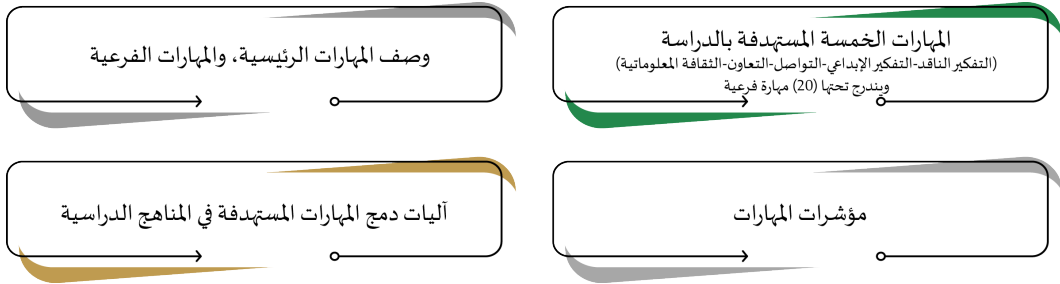 المهارات الخمسة المستهدفة بالدراسة
(التفكير الناقد-التفكير الإبداعي-التواصل-التعاون-الثقافة المعلوماتية)
ويندرج تحتها (20) مهارة فرعية
وصف المهارات الرئيسية، والمهارات الفرعية
مؤشرات المهارات
آليات دمج المهارات المستهدفة في المناهج الدراسية